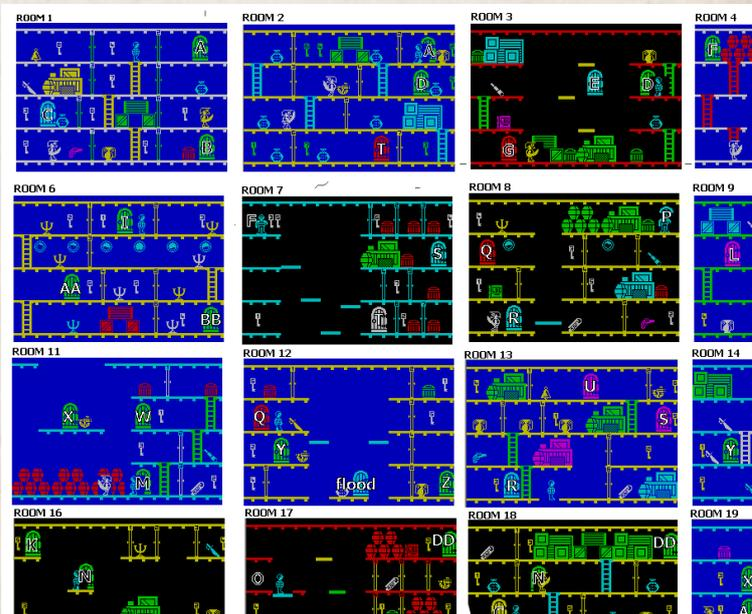 ROOM 1
ROOM 2
ROOM 3
ROOM 4
A
A
E
D
F
C
D
B
T
G
ROOM 6
ROOM 7
ROOM 8
ROOM 9
I
F
P
S
Q
L
AA
BB
T
R
ROOM 11
ROOM 12
ROOM 13
ROOM 14
X
W
Q
U
S
Y
Y
M
flood
Z
R
ROOM 16
ROOM 17
ROOM 18
ROOM 19
K
DD
DD
N
O
N
X